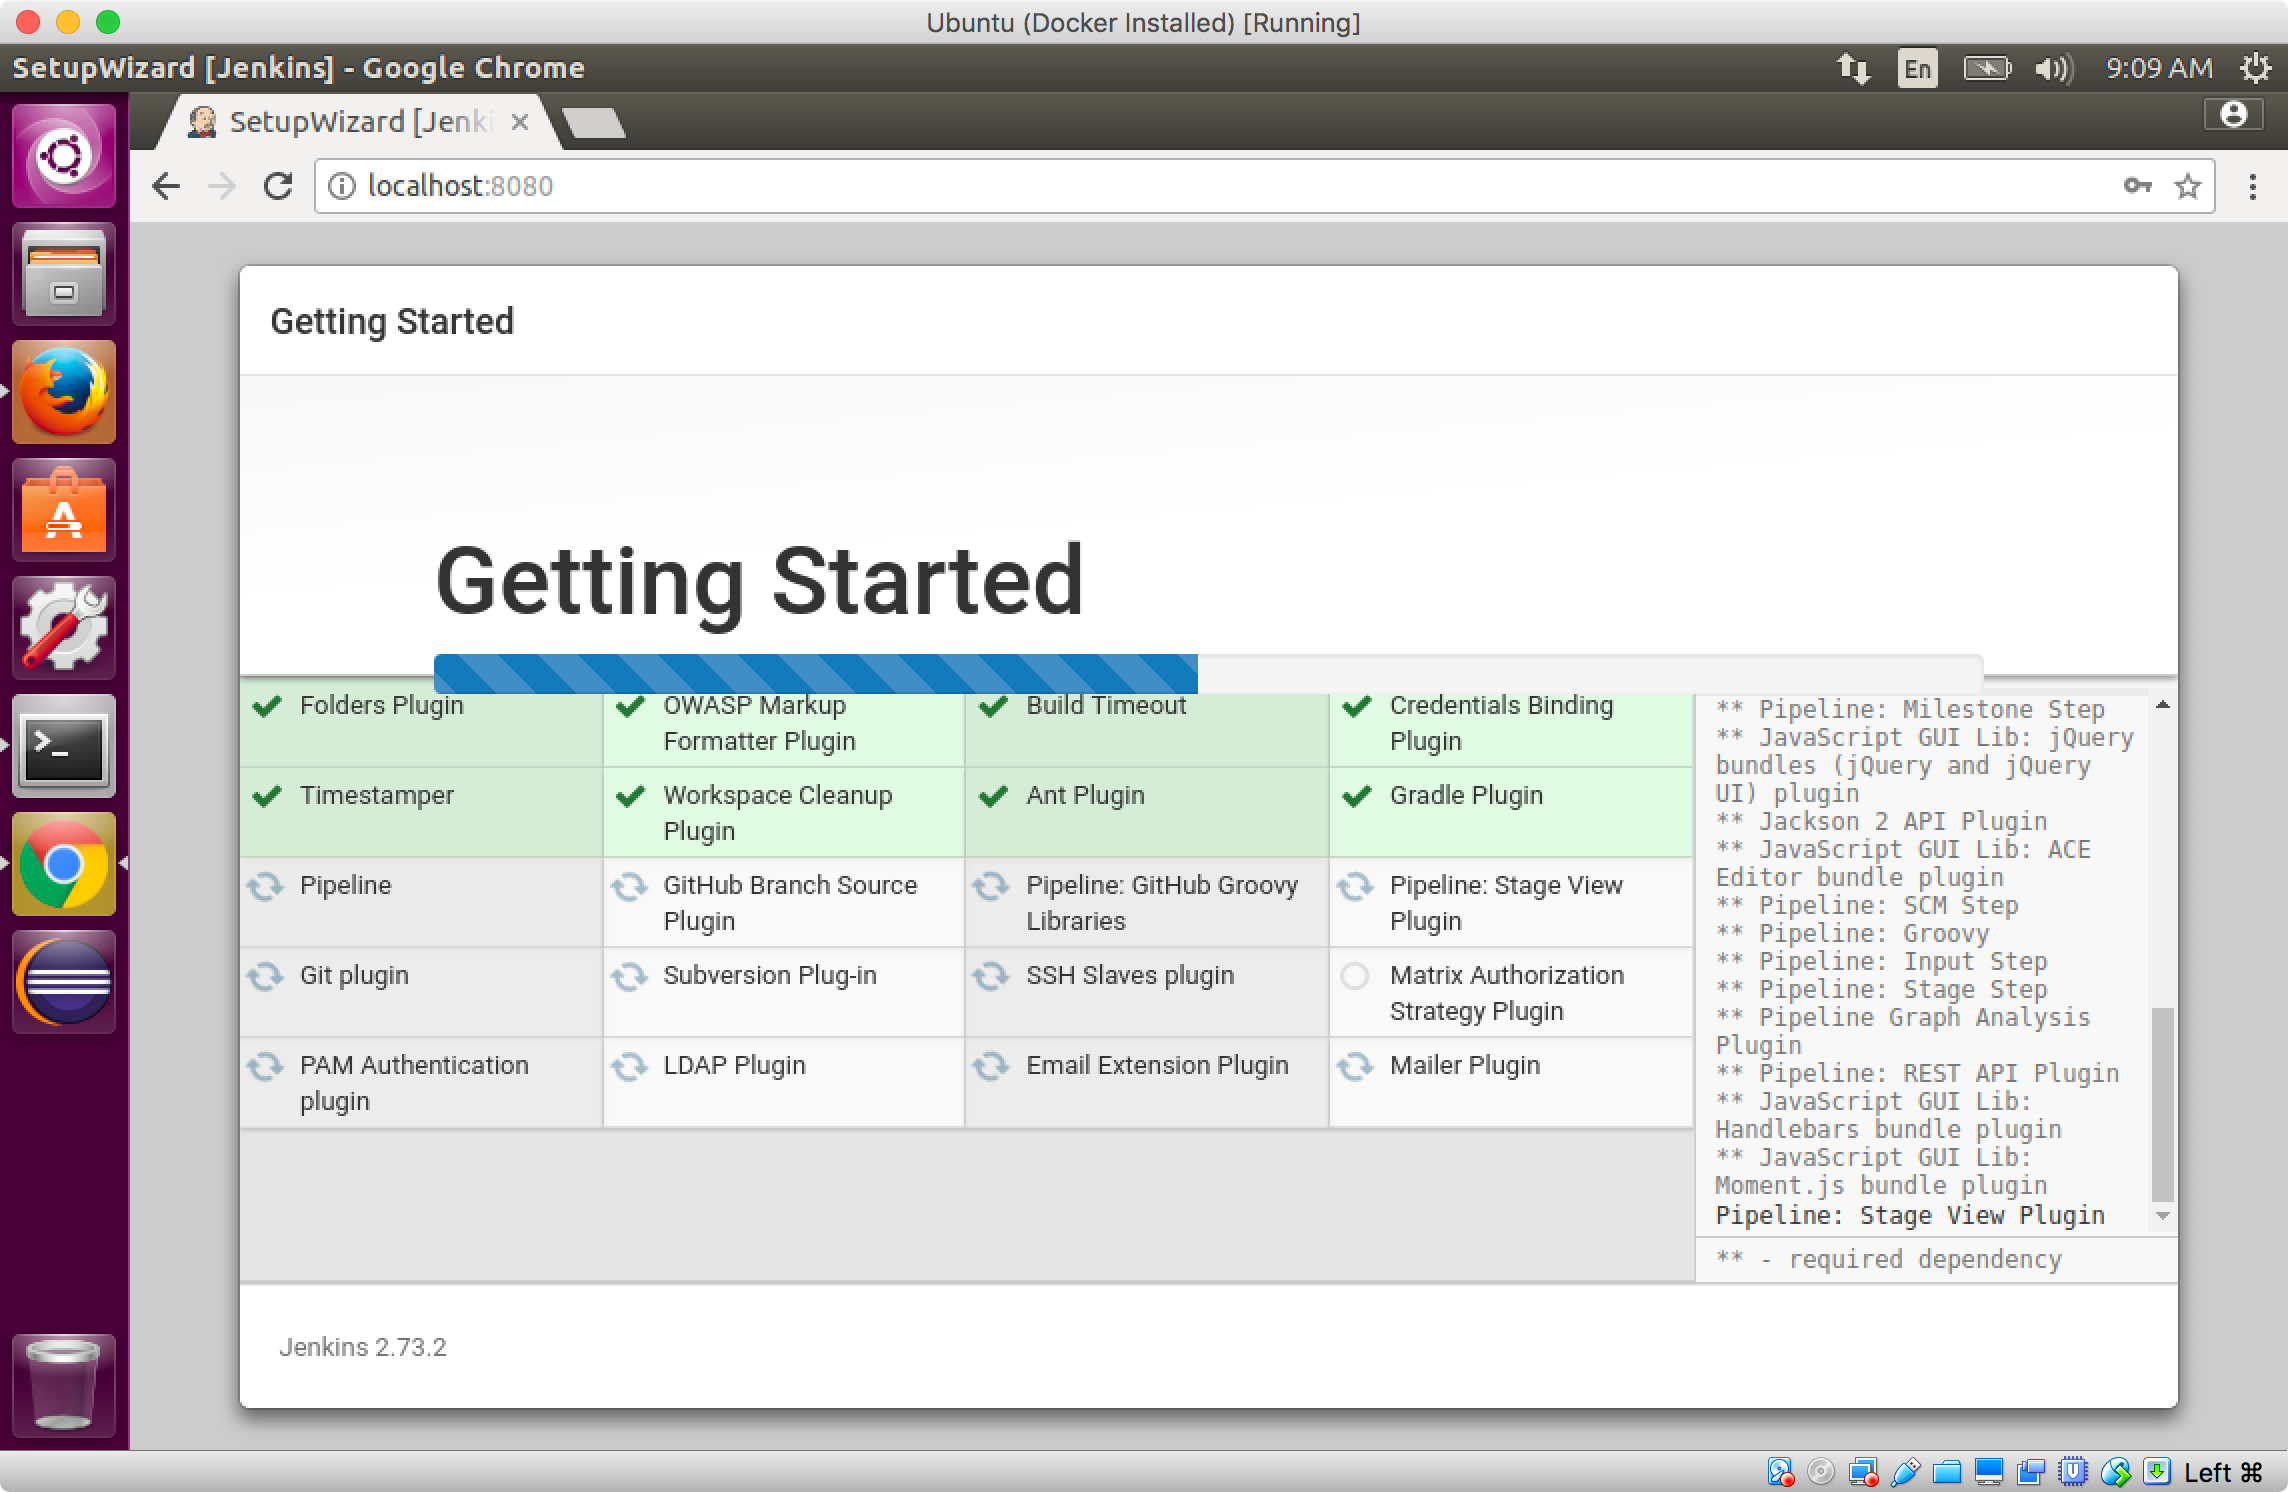 Ubuntu (Docker Installed) [Running]
SetupWizard [Jenkins] - Google Chrome
En
9:09 AM
SetupWizard [Jenki
localhost:8080
Getting Started
Getting Started
Folders Plugin
OWASP Markup
Formatter Plugin
Build Timeout
Credentials Binding
Plugin
Timestamper
Workspace Cleanup
Plugin
Ant Plugin
Gradle Plugin
Pipeline
GitHub Branch Source
Plugin
Pipeline: GitHub Groovy
Libraries
Pipeline: Stage View
Plugin
Git plugin
Subversion Plug-in
SSH Slaves plugin
Matrix Authorization
Strategy Plugin
PAM Authentication
plugin
LDAP Plugin
Email Extension Plugin
Mailer Plugin
** Pipeline: Milestone Step
** JavaScript GUI Lib: jQuery
bundles (jQuery and jQuery
UI) plugin
** Jackson 2 API Plugin
** JavaScript GUI Lib: ACE
Editor bundle plugin
** Pipeline: SCM Step
** Pipeline: Groovy
** Pipeline: Input Step
** Pipeline: Stage Step
** Pipeline Graph Analysis
Plugin
** Pipeline: REST API Plugin
** JavaScript GUI Lib:
Handlebars bundle plugin
** JavaScript GUI Lib:
Moment.js bundle plugin
Pipeline: Stage View Plugin
** - required dependency
Jenkins 2.73.2
Left ⌘